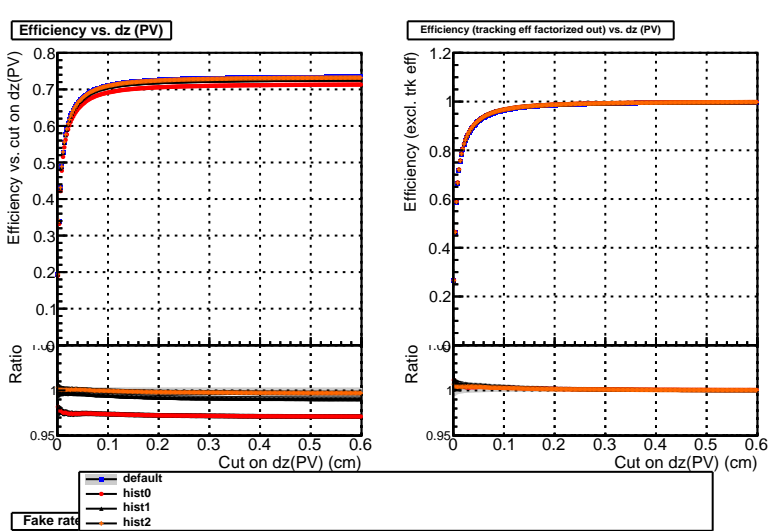 Efficiency vs. dz (PV)
Efficiency (tracking eff factorized out) vs. dz (PV)
Efficiency vs. cut on dz(PV)
0.8
0.7
0.6
0.5
0.4
0.3
0.2
0.1
0
Ratio
1
0.95
0 0.1 0.2 0.3 0.4 0.5 0.6
Cut on dz(PV) (cm)
Efficiency (excl. trk eff)
1.2
1
0.8
0.6
0.4
0.2
0
Ratio
1
0.95
0 0.1 0.2 0.3 0.4 0.5 0.6
Cut on dz(PV) (cm)
default
hist0
hist1
hist2
Fake rate